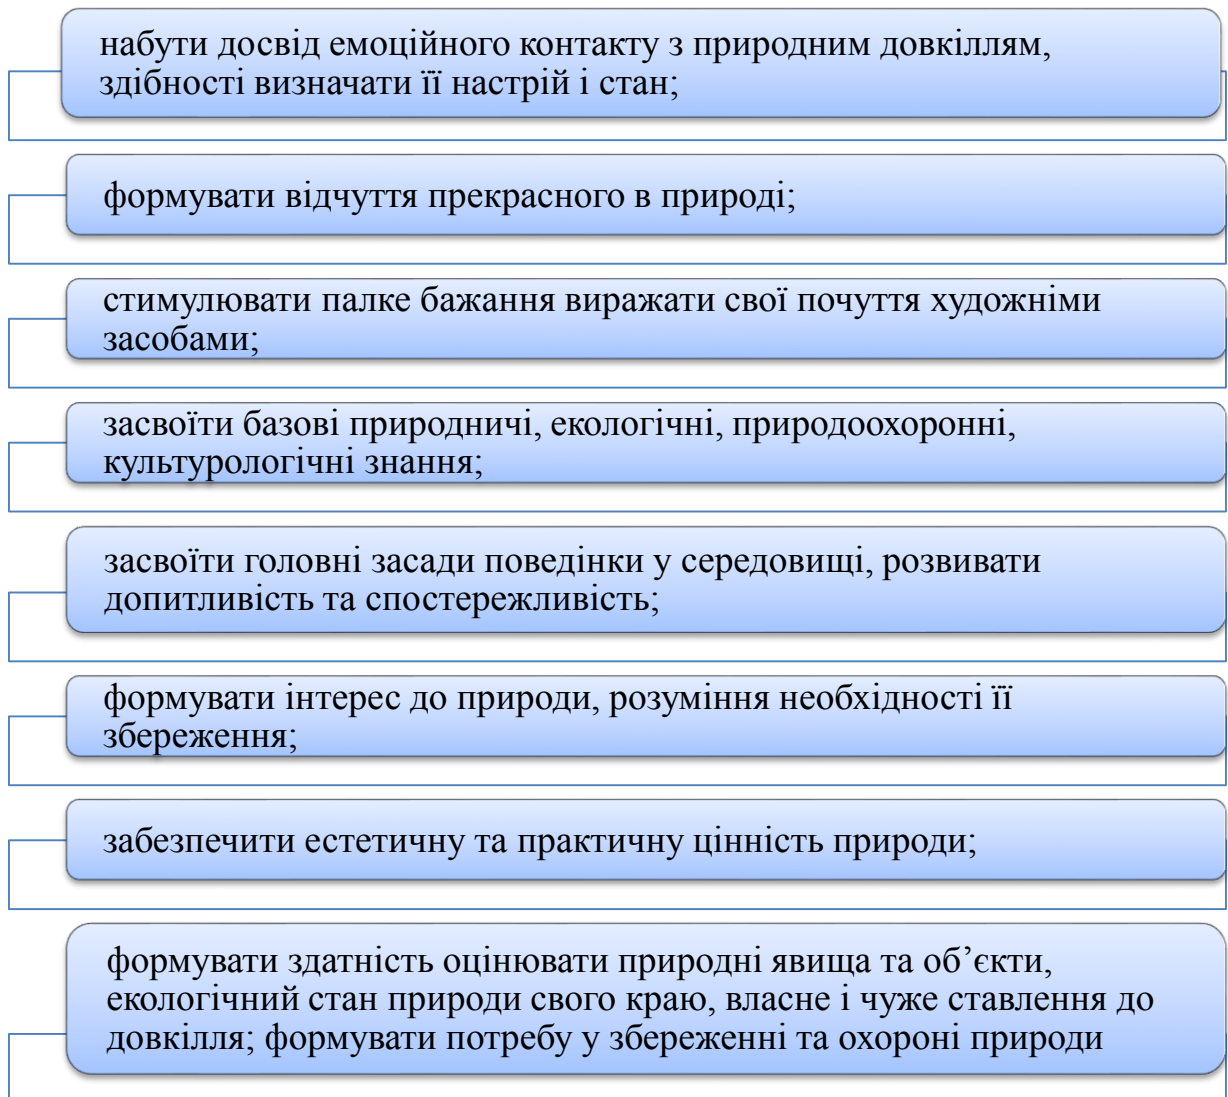 набути досвід емоційного контакту з природним довкіллям,
здібності визначати її настрій і стан;
формувати відчуття прекрасного в природі;
стимулювати палке бажання виражати свої почуття художніми
засобами;
засвоїти базові природничі, екологічні, природоохоронні,
культурологічні знання;
засвоїти головні засади поведінки у середовищі, розвивати
допитливість та спостережливість;
формувати інтерес до природи, розуміння необхідності її
збереження;
забезпечити естетичну та практичну цінність природи;
формувати здатність оцінювати природні явища та об’єкти,
екологічний стан природи свого краю, власне і чуже ставлення до
довкілля; формувати потребу у збереженні та охороні природи